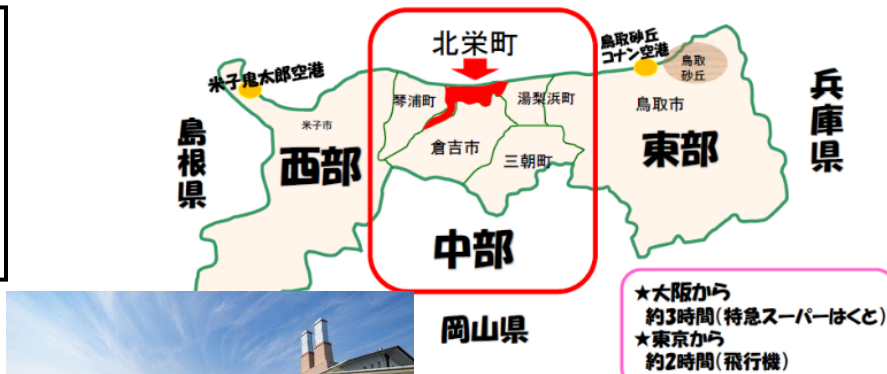 北栄町
鳥取砂丘
コナン空港
鳥取
砂丘
米子鬼太郎空港
琴浦町
湯梨浜町
鳥取市
米子市
倉吉市
三朝町
島根県
西部
東部
兵庫県
中部
岡山県
★大阪から
約3時間(特急スーパーはくと)
★東京から
約2時間(飛行機)